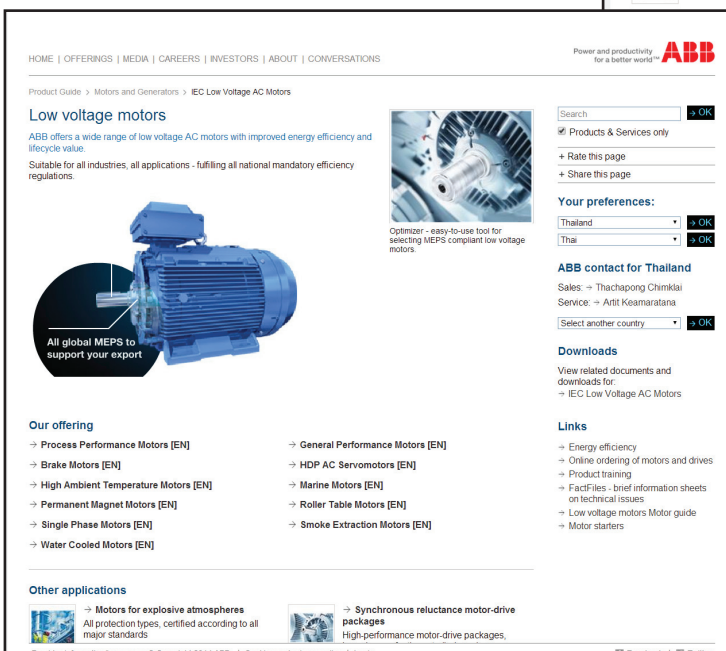 HOME | OFFERINGS | MEDIA | CAREERS | INVESTORS | ABOUT | CONVERSATIONS
Power and productivity
for a better world™
ABB
Product Guide > Motors and Generators > IEC Low Voltage AC Motors
Low voltage motors
ABB offers a wide range of low voltage AC motors with improved energy efficiency and
lifecycle value.
Suitable for all industries, all applications - fulfilling all national mandatory efficiency
regulations.
All global MEPS to
support your export
Optimizer - easy-to-use tool for
selecting MEPS compliant low voltage
motors.
Our offering
→ Process Performance Motors [EN]
→ Brake Motors [EN]
→ High Ambient Temperature Motors [EN]
→ Permanent Magnet Motors [EN]
→ Single Phase Motors [EN]
→ Water Cooled Motors [EN]
→ General Performance Motors [EN]
→ HDP AC Servomotors [EN]
→ Marine Motors [EN]
→ Roller Table Motors [EN]
→ Smoke Extraction Motors [EN]
Other applications
→ Motors for explosive atmospheres
All protection types, certified according to all
major standards
→ Synchronous reluctance motor-drive
packages
High-performance motor-drive packages,
Search → OK
Products & Services only
+ Rate this page
+ Share this page
Your preferences:
Thailand → OK
Thai → OK
ABB contact for Thailand
Sales: → Thachapong Chimklai
Service: → Artit Keamaratana
Select another country → OK
Downloads
View related documents and
downloads for:
→ IEC Low Voltage AC Motors
Links
→ Energy efficiency
→ Online ordering of motors and drives
→ Product training
→ FactFiles - brief information sheets
on technical issues
→ Low voltage motors Motor guide
→ Motor starters